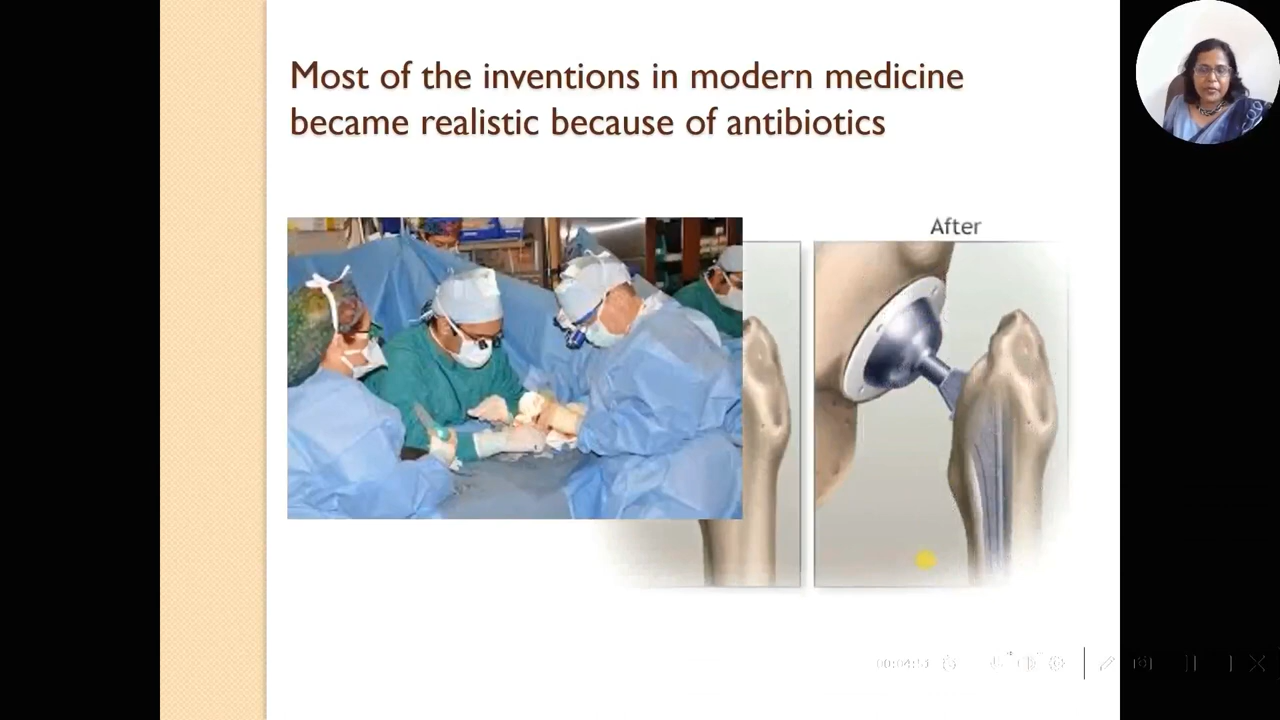 Most of the inventions in modern medicine
became realistic because of antibiotics
After